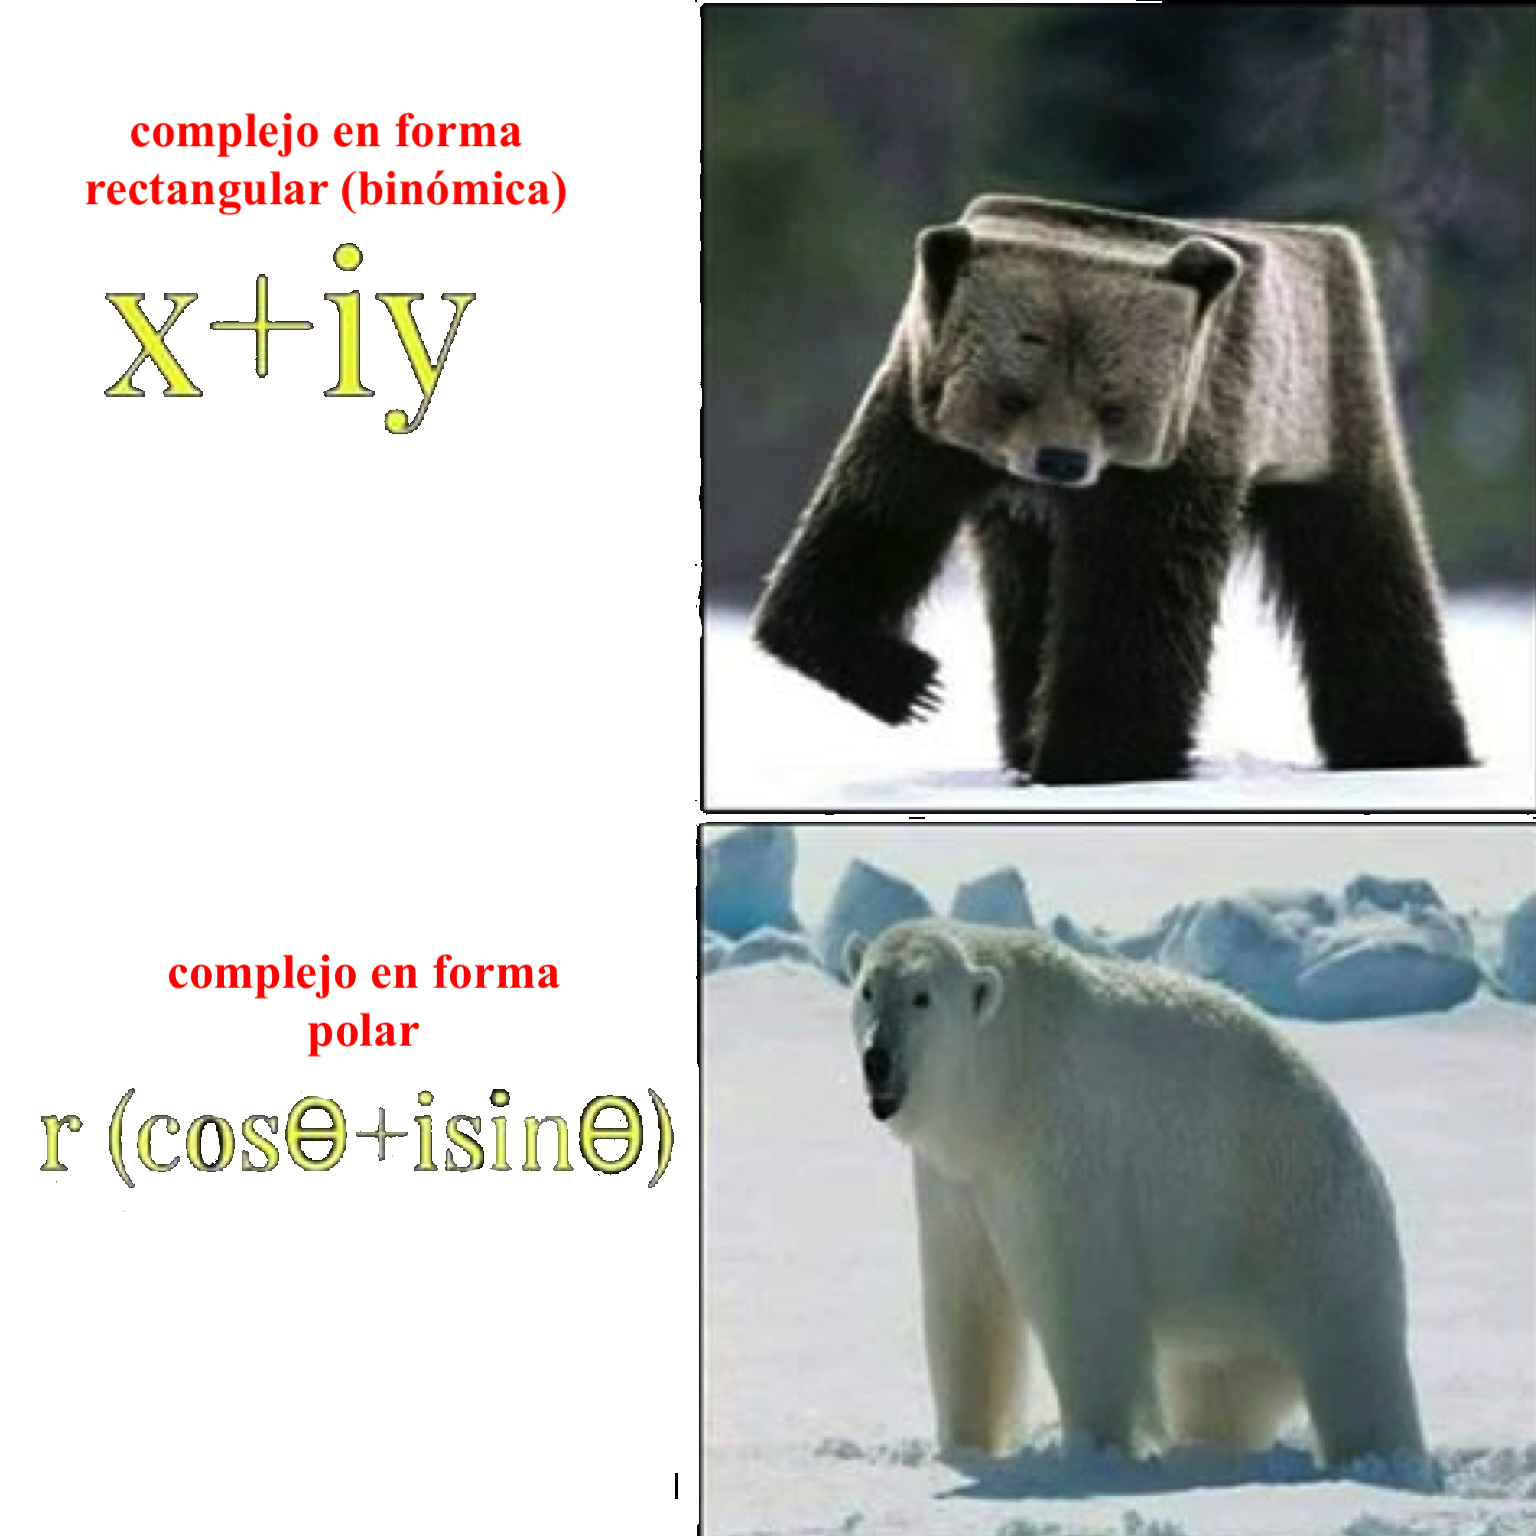 complejo en forma
rectangular (binómica)
x+iy
complejo en forma
polar
r (cosθ+isinθ)